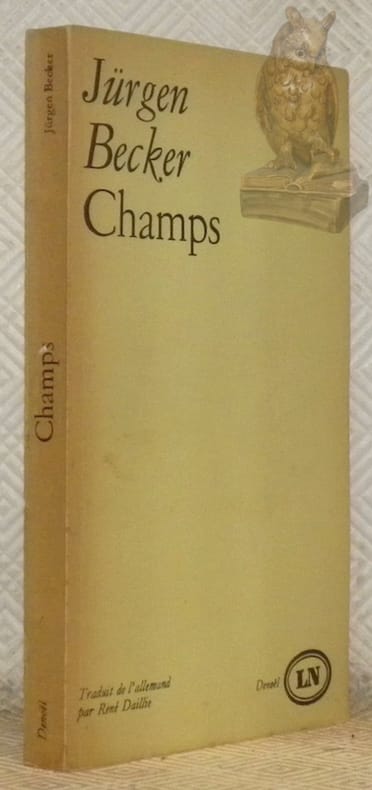 Jürgen
Becker
Champs
Traduit de l'allemand
par René Daillie
Denoël
LN
Jürgen Becker
Champs
Denoël